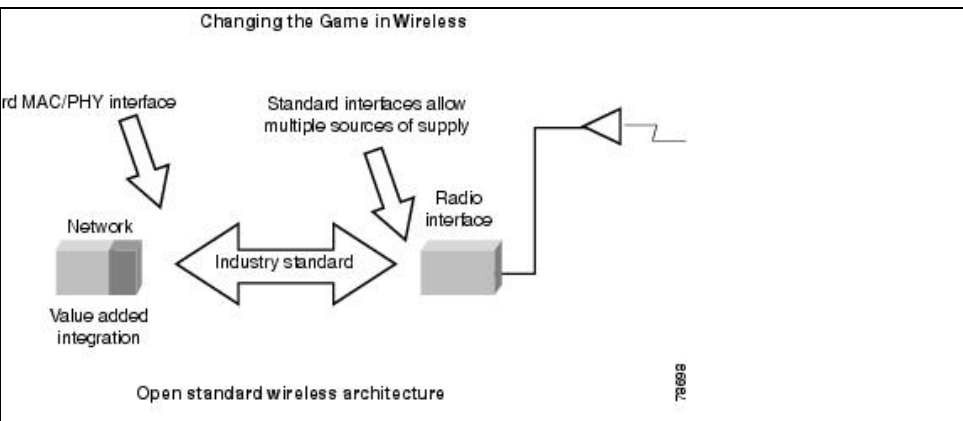 Changing the Game in Wireless
rd MAC/PHY interface
Standard interfaces allow
multiple sources of supply
Radio
interface
Network
Industry standard
Value added
integration
Open standard wireless architecture
78698